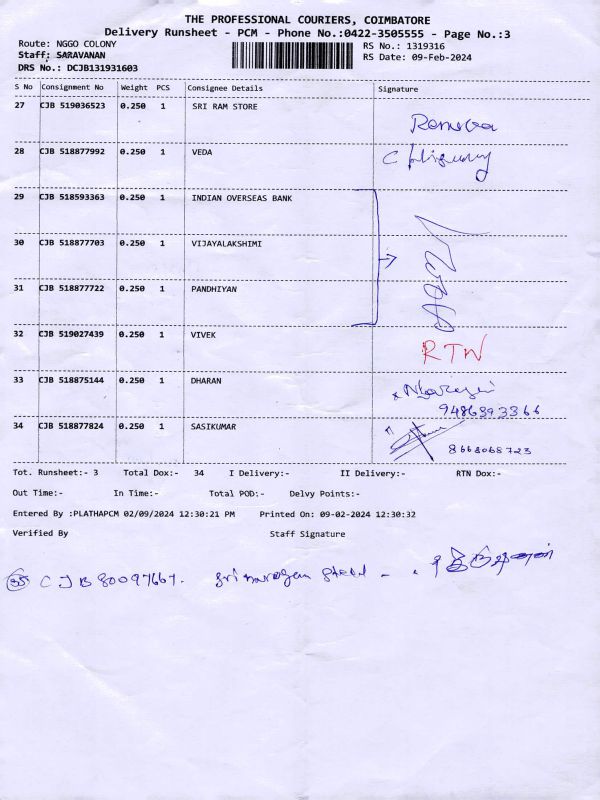 THE PROFESSIONAL COURIERS, COIMBATORE
Delivery Runsheet - PCM - Phone No.:0422-3505555 - Page No.:3
Route: NGGO COLONY
RS No.: 1319316
Staff: SARAVANAN
RS Date: 09-Feb-2024
DRS No.: DCJB131931603
S No Consignment No Weight PCS Consignee Details Signature
27 CJB 519036523 0.250 1 SRI RAM STORE
28 CJB 518877992 0.250 1 VEDA
29 CJB 518593363 0.250 1 INDIAN OVERSEAS BANK
30 CJB 518877703 0.250 1 VIJAYALAKSHIMI
31 CJB 518877722 0.250 1 PANDHIYAN
32 CJB 519027439 0.250 1 VIVEK RTN
33 CJB 518875144 0.250 1 DHARAN
9486393366
34 CJB 518877824 0.250 1 SASIKUMAR
8668068723
Tot. Runsheet:- 3 Total Dox:- 34 I Delivery:- II Delivery:- RTN Dox:-
Out Time:- In Time:- Total POD:- Delvy Points:-
Entered By :PLATHAPCM 02/09/2024 12:30:21 PM Printed On: 09-02-2024 12:30:32
Verified By Staff Signature
CJB 80097667. Sri narayan